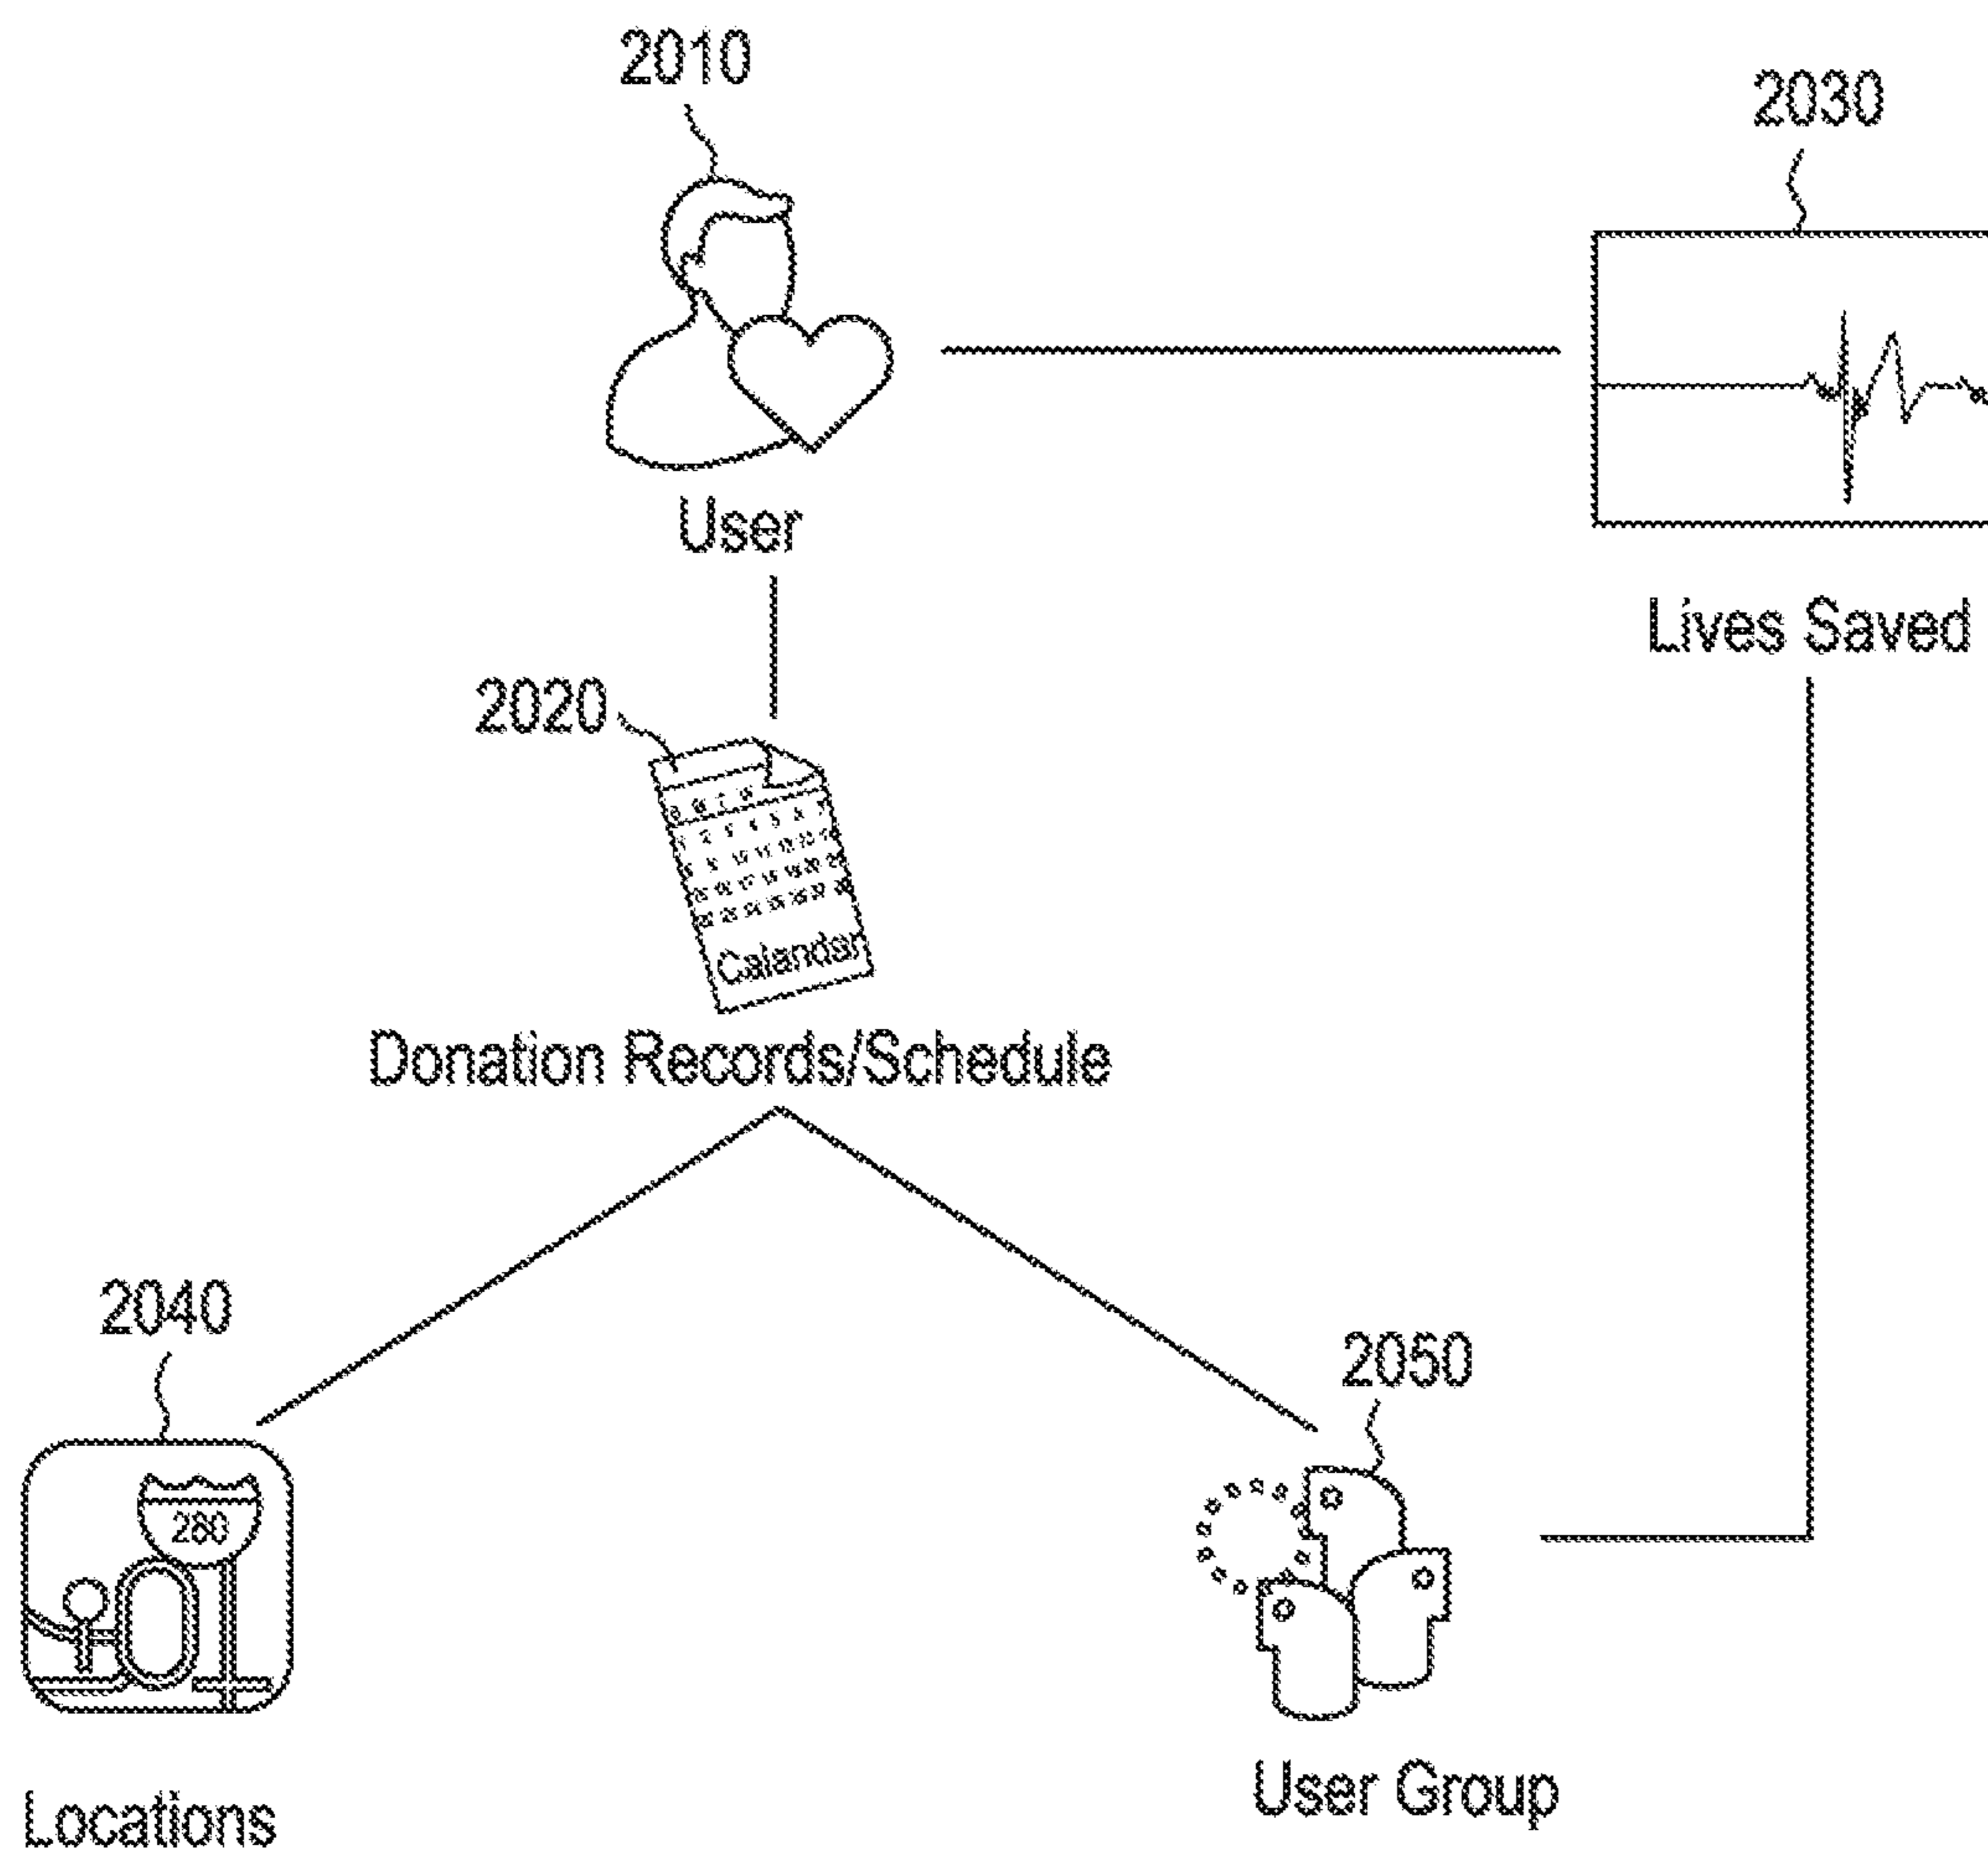 2010
2030
User
Lives Saved
2020
Calandar
Donation Records/Schedule
2040
2050
280
User Group
Locations